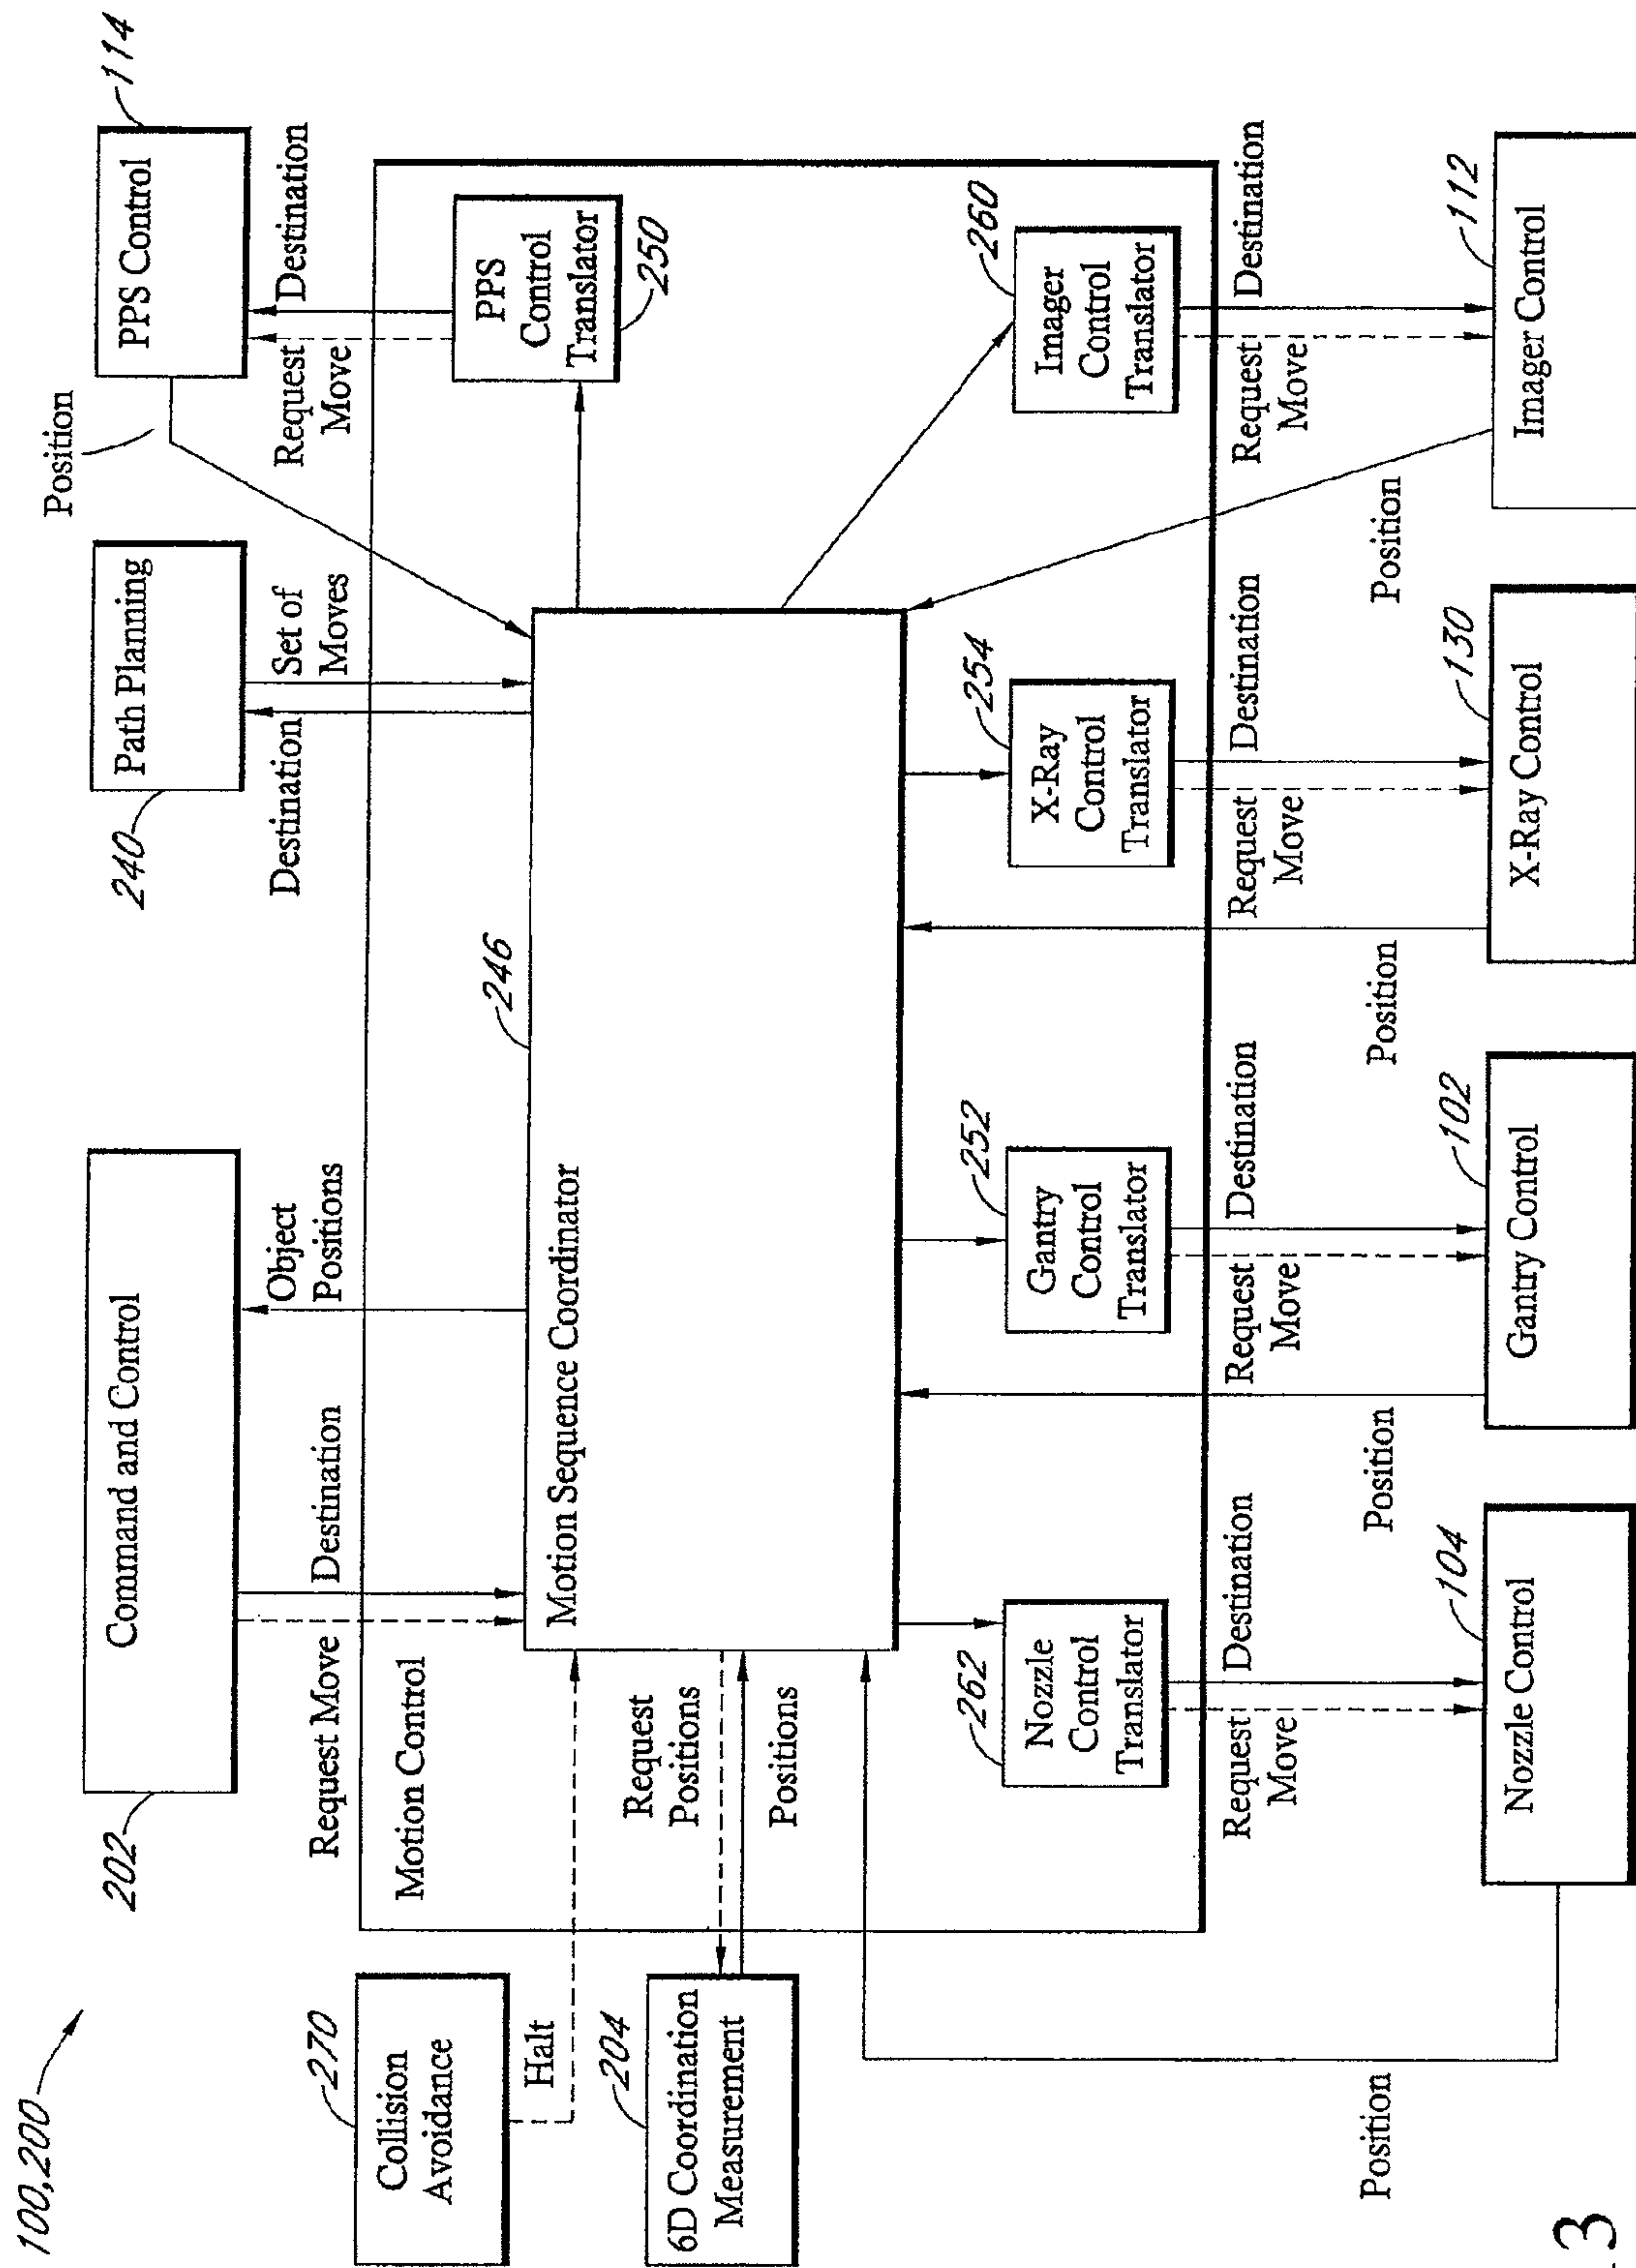 100,200
202
Command and Control
240
Path Planning
Position
PPS Control
114
Request Move
Destination
Object
Positions
Destination
Set of
Moves
Request
Move
Destination
270
Collision
Avoidance
Halt
Motion Control
246
Motion Sequence Coordinator
PPS
Control
Translator
250
204
6D Coordination
Measurement
Request
Positions
Positions
262
Nozzle
Control
Translator
252
Gantry
Control
Translator
254
X-Ray
Control
Translator
260
Imager
Control
Translator
Request
Move
Destination
Request
Move
Destination
Request
Move
Destination
Request
Move
Destination
Position
Position
Position
Position
104
Nozzle Control
102
Gantry Control
130
X-Ray Control
112
Imager Control
3